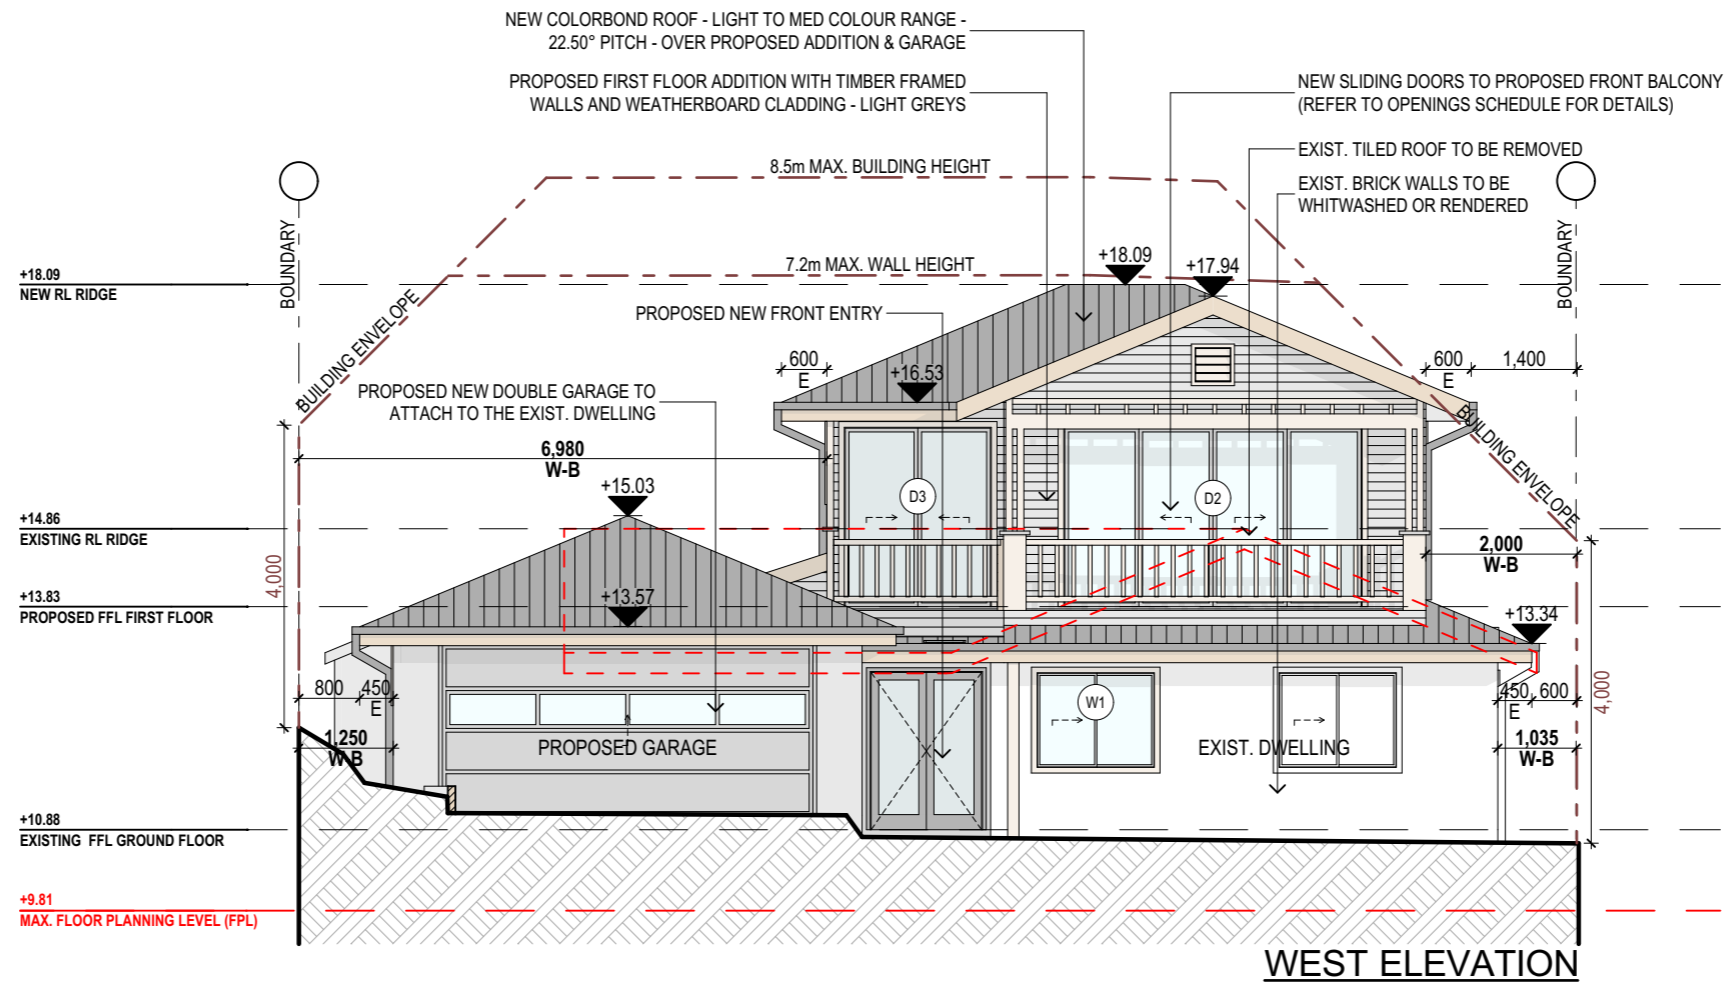 NEW COLORBOND ROOF - LIGHT TO MED COLOUR RANGE -
22.50° PITCH - OVER PROPOSED ADDITION & GARAGE
PROPOSED FIRST FLOOR ADDITION WITH TIMBER FRAMED
WALLS AND WEATHERBOARD CLADDING - LIGHT GREYS
NEW SLIDING DOORS TO PROPOSED FRONT BALCONY
(REFER TO OPENINGS SCHEDULE FOR DETAILS)
EXIST. TILED ROOF TO BE REMOVED
EXIST. BRICK WALLS TO BE
WHITWASHED OR RENDERED
8.5m MAX. BUILDING HEIGHT
7.2m MAX. WALL HEIGHT
BOUNDARY
BOUNDARY
BUILDING ENVELOPE
BUILDING ENVELOPE
+18.09
NEW RL RIDGE
+18.09
+17.94
PROPOSED NEW FRONT ENTRY
600
E
600
E
1,400
+16.53
PROPOSED NEW DOUBLE GARAGE TO
ATTACH TO THE EXIST. DWELLING
6,980
W-B
+15.03
D3
D2
+14.86
EXISTING RL RIDGE
2,000
W-B
4,000
+13.83
PROPOSED FFL FIRST FLOOR
+13.57
+13.34
800
450
E
450
E
600
4,000
W1
1,250
W-B
PROPOSED GARAGE
EXIST. DWELLING
1,035
W-B
+10.88
EXISTING FFL GROUND FLOOR
+9.81
MAX. FLOOR PLANNING LEVEL (FPL)
WEST ELEVATION